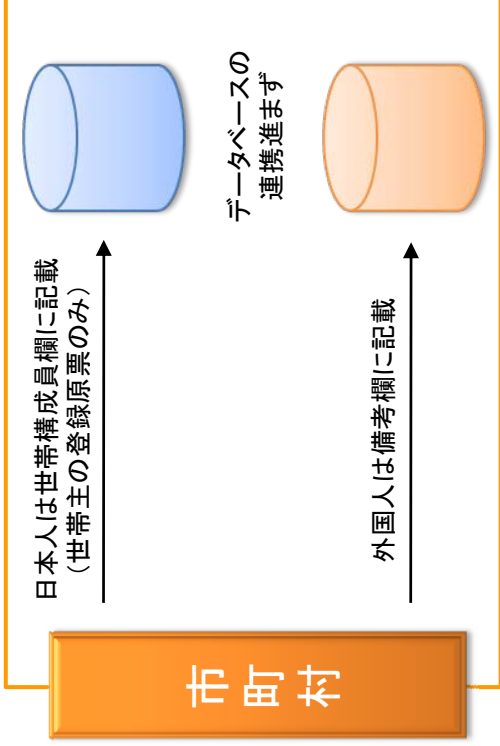 日本人は世帯構成員欄に記載
（世帯主の登録原票のみ）
データベースの
連携進まず
外国人は備考欄に記載
市町村